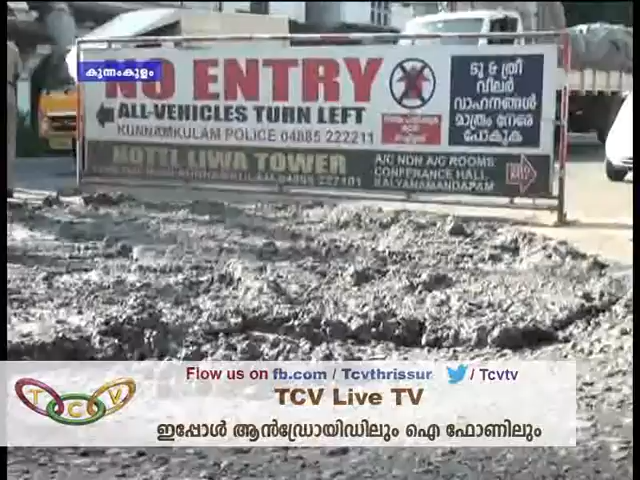 കുന്നംകുളം
NO ENTRY
ALL-VEHICLES TURN LEFT
KUNNAMKULAM POLICE 04885 222211
ടൂ & ത്രീ
വീലർ
വാഹനങ്ങൾ
മാത്രം നേരേ
പോകുക
HOTEL LIWA TOWER
A/C NON A/C ROOMS
CONFERANCE HALL,
KALYANAMANDAPAM
Flow us on fb.com / Tcvthrissur / Tcvtv
TCV
TCV Live TV
ഇപ്പോൾ ആൻഡ്രോയിഡിലും ഐ ഫോണിലും